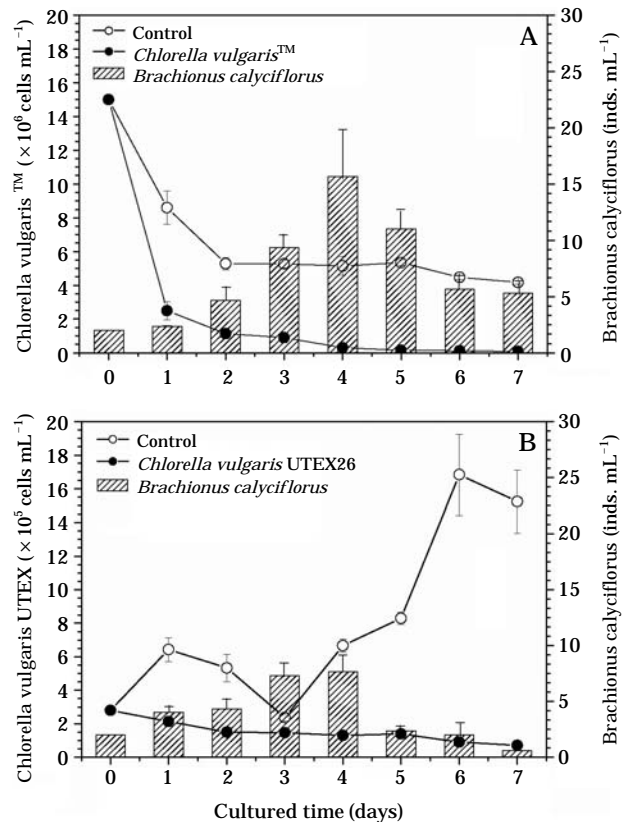 A
Control
Chlorella vulgaris™
Brachionus calyciflorus
Chlorella vulgaris ™ (×10⁶ cells mL⁻¹)
20
18
16
14
12
10
8
6
4
2
0
Brachionus calyciflorus (inds. mL⁻¹)
30
25
20
15
10
5
0
0 1 2 3 4 5 6 7
B
Control
Chlorella vulgaris UTEX26
Brachionus calyciflorus
Chlorella vulgaris UTEX (×10⁵ cells mL⁻¹)
20
18
16
14
12
10
8
6
4
2
0
Brachionus calyciflorus (inds. mL⁻¹)
30
25
20
15
10
5
0
0 1 2 3 4 5 6 7
Cultured time (days)